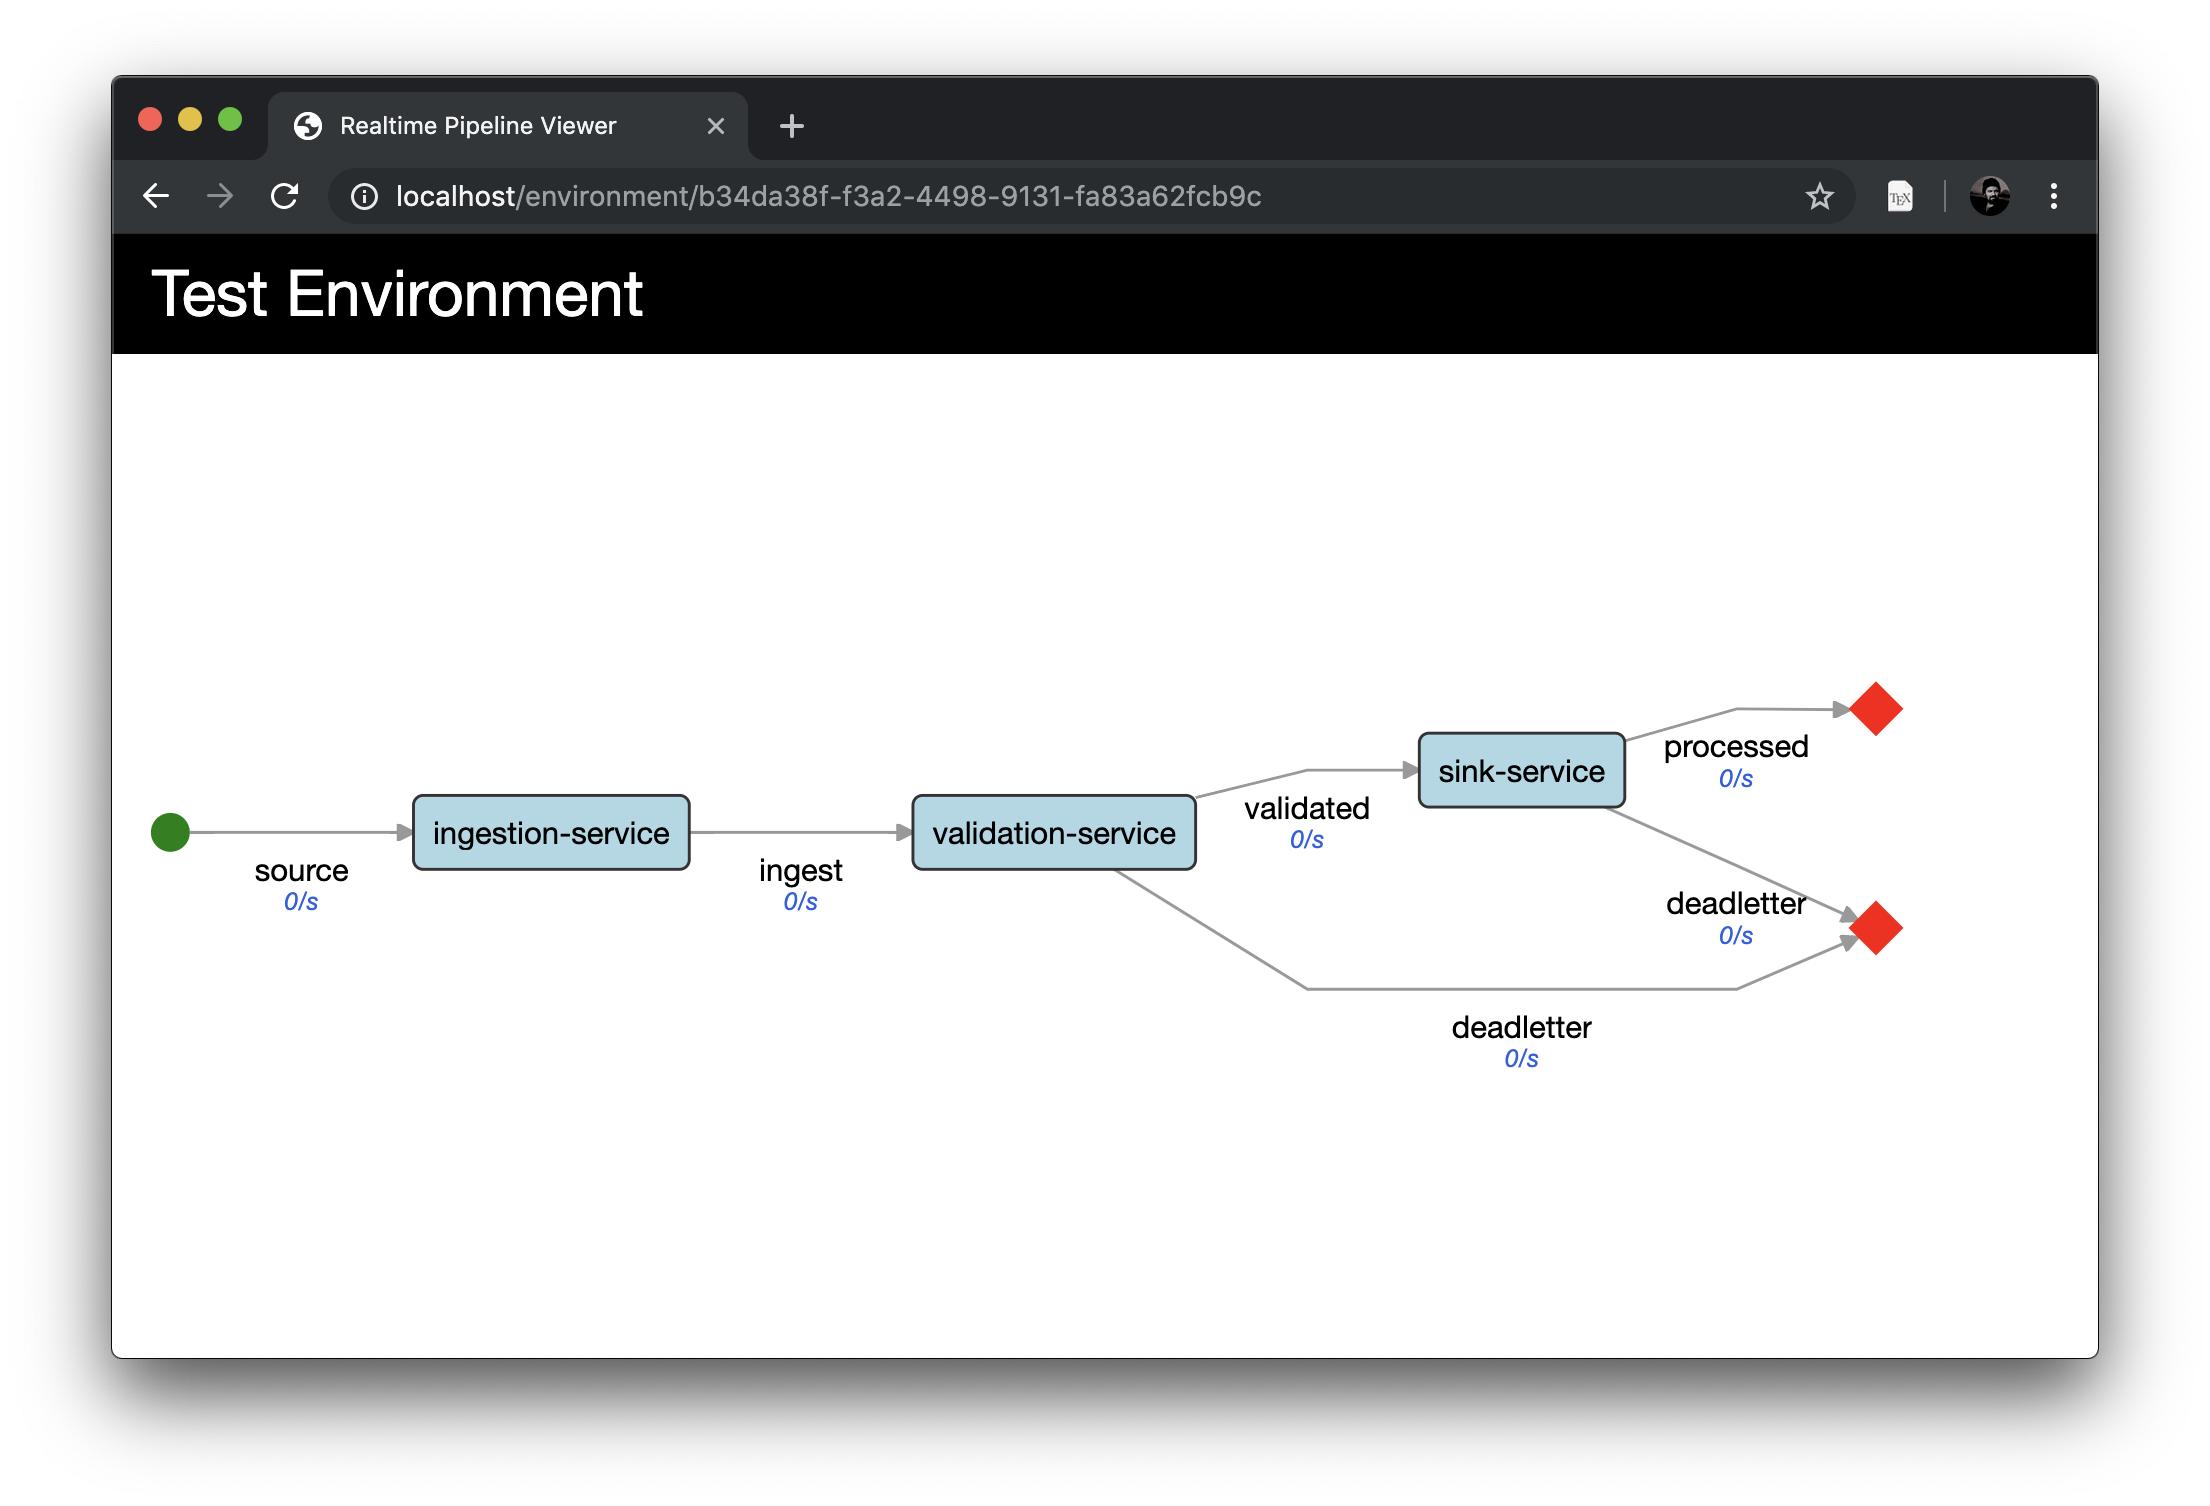 Realtime Pipeline Viewer
localhost/environment/b34da38f-f3a2-4498-9131-fa83a62fcb9c
TEX
Test Environment
source
0/s
ingestion-service
ingest
0/s
validation-service
validated
0/s
sink-service
processed
0/s
deadletter
0/s
deadletter
0/s